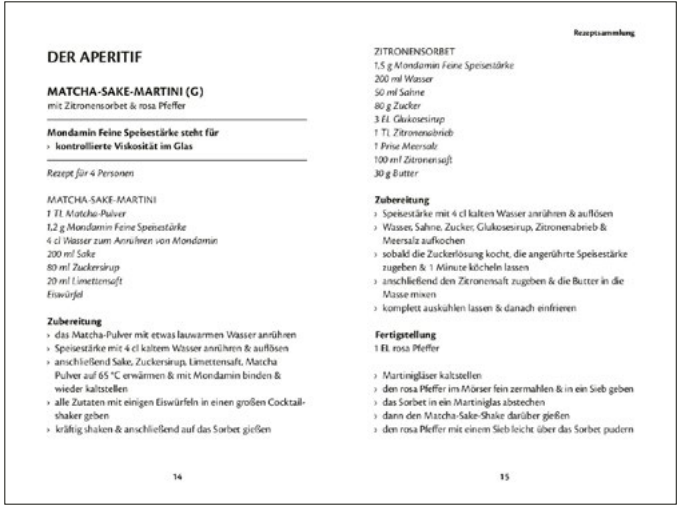 DER APERITIF
MATCHA-SAKE-MARTINI (G)
mit Zitronensorbet & rosa Pfeffer
Mondamin Feine Speisestärke steht für
› kontrollierte Viskosität im Glas
Rezept für 4 Personen
MATCHA-SAKE-MARTINI
1 TL Matcha-Pulver
1,2 g Mondamin Feine Speisestärke
4 cl Wasser zum Anrühren von Mondamin
200 ml Sake
80 ml Zuckersirup
20 ml Limettensaft
Eiswürfel
Zubereitung
› das Matcha-Pulver mit etwas lauwarmen Wasser anrühren
› Speisestärke mit 4 cl kaltem Wasser anrühren & auflösen
› anschließend Sake, Zuckersirup, Limettensaft, Matcha
Pulver auf 65 °C erwärmen & mit Mondamin binden &
wieder kaltstellen
› alle Zutaten mit einigen Eiswürfeln in einen großen Cocktail-
shaker geben
› kräftig shaken & anschließend auf das Sorbet gießen
14
Rezeptsammlung
ZITRONENSORBET
1,5 g Mondamin Feine Speisestärke
200 ml Wasser
50 ml Sahne
80 g Zucker
3 EL Glukosesirup
1 TL Zitronenabrieb
1 Prise Meersalz
100 ml Zitronensaft
30 g Butter
Zubereitung
› Speisestärke mit 4 cl kalten Wasser anrühren & auflösen
› Wasser, Sahne, Zucker, Glukosesirup, Zitronenabrieb &
Meersalz aufkochen
› sobald die Zuckerlösung kocht, die angerührte Speisestärke
zugeben & 1 Minute köcheln lassen
› anschließend den Zitronensaft zugeben & die Butter in die
Masse mixen
› komplett auskühlen lassen & danach einfrieren
Fertigstellung
1 EL rosa Pfeffer
› Martinigläser kaltstellen
› den rosa Pfeffer im Mörser fein zermahlen & in ein Sieb geben
› das Sorbet in ein Martiniglas abstechen
› dann den Matcha-Sake-Shake darüber gießen
› den rosa Pfeffer mit einem Sieb leicht über das Sorbet pudern
15